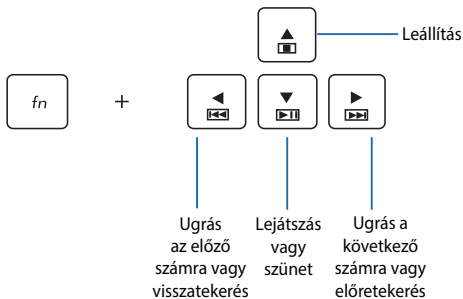 Leállítás
fn
+
Ugrás
az előző
számra vagy
visszatekerés
Lejátszás
vagy
szünet
Ugrás a
következő
számra vagy
előretekerés